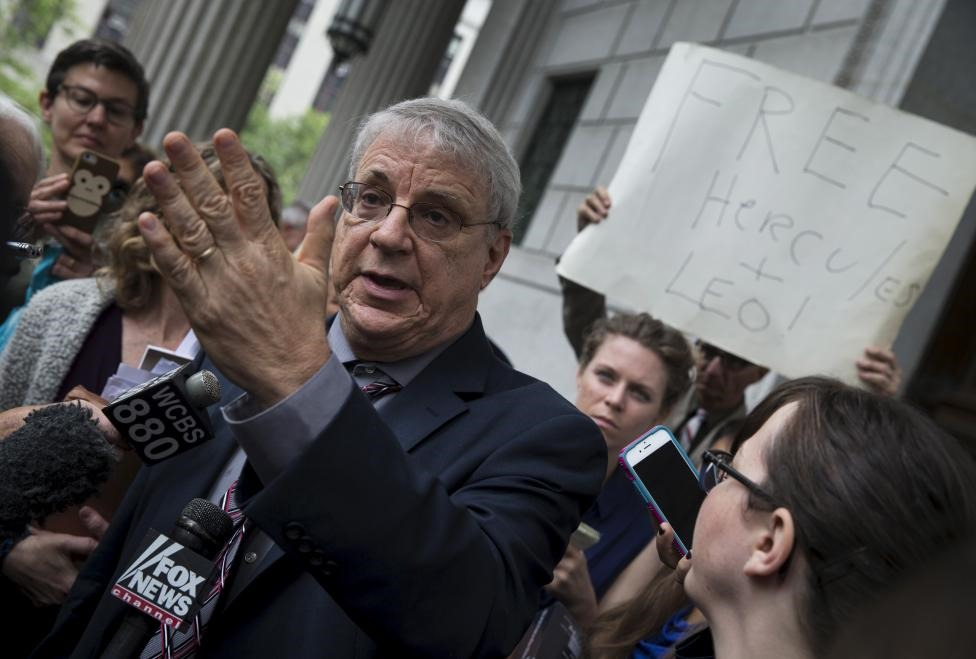 FREE
Hercules
+
LEO!
WCBS
880
FOX
NEWS
channel